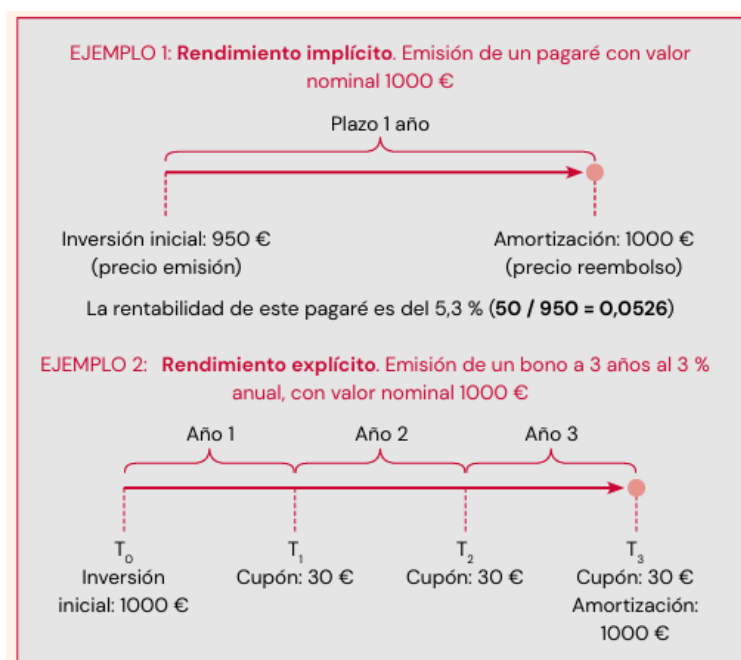 EJEMPLO 1: Rendimiento implícito. Emisión de un pagaré con valor
nominal 1000 €
Plazo 1 año
Inversión inicial: 950 €
(precio emisión)
Amortización: 1000 €
(precio reembolso)
La rentabilidad de este pagaré es del 5,3 % (50 / 950 = 0,0526)
EJEMPLO 2: Rendimiento explícito. Emisión de un bono a 3 años al 3 %
anual, con valor nominal 1000 €
Año 1
Año 2
Año 3
T₀
Inversión
inicial: 1000 €
T₁
Cupón: 30 €
T₂
Cupón: 30 €
T₃
Cupón: 30 €
Amortización:
1000 €